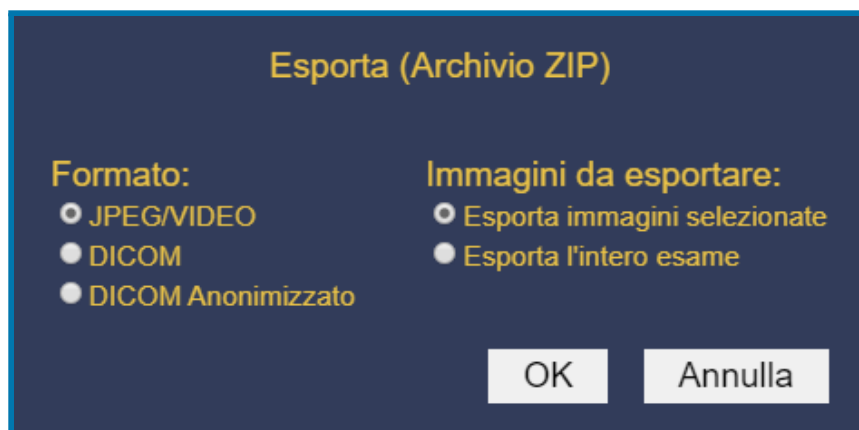 Esporta (Archivio ZIP)
Formato:
JPEG/VIDEO
DICOM
DICOM Anonimizzato
Immagini da esportare:
Esporta immagini selezionate
Esporta l'intero esame
OK
Annulla